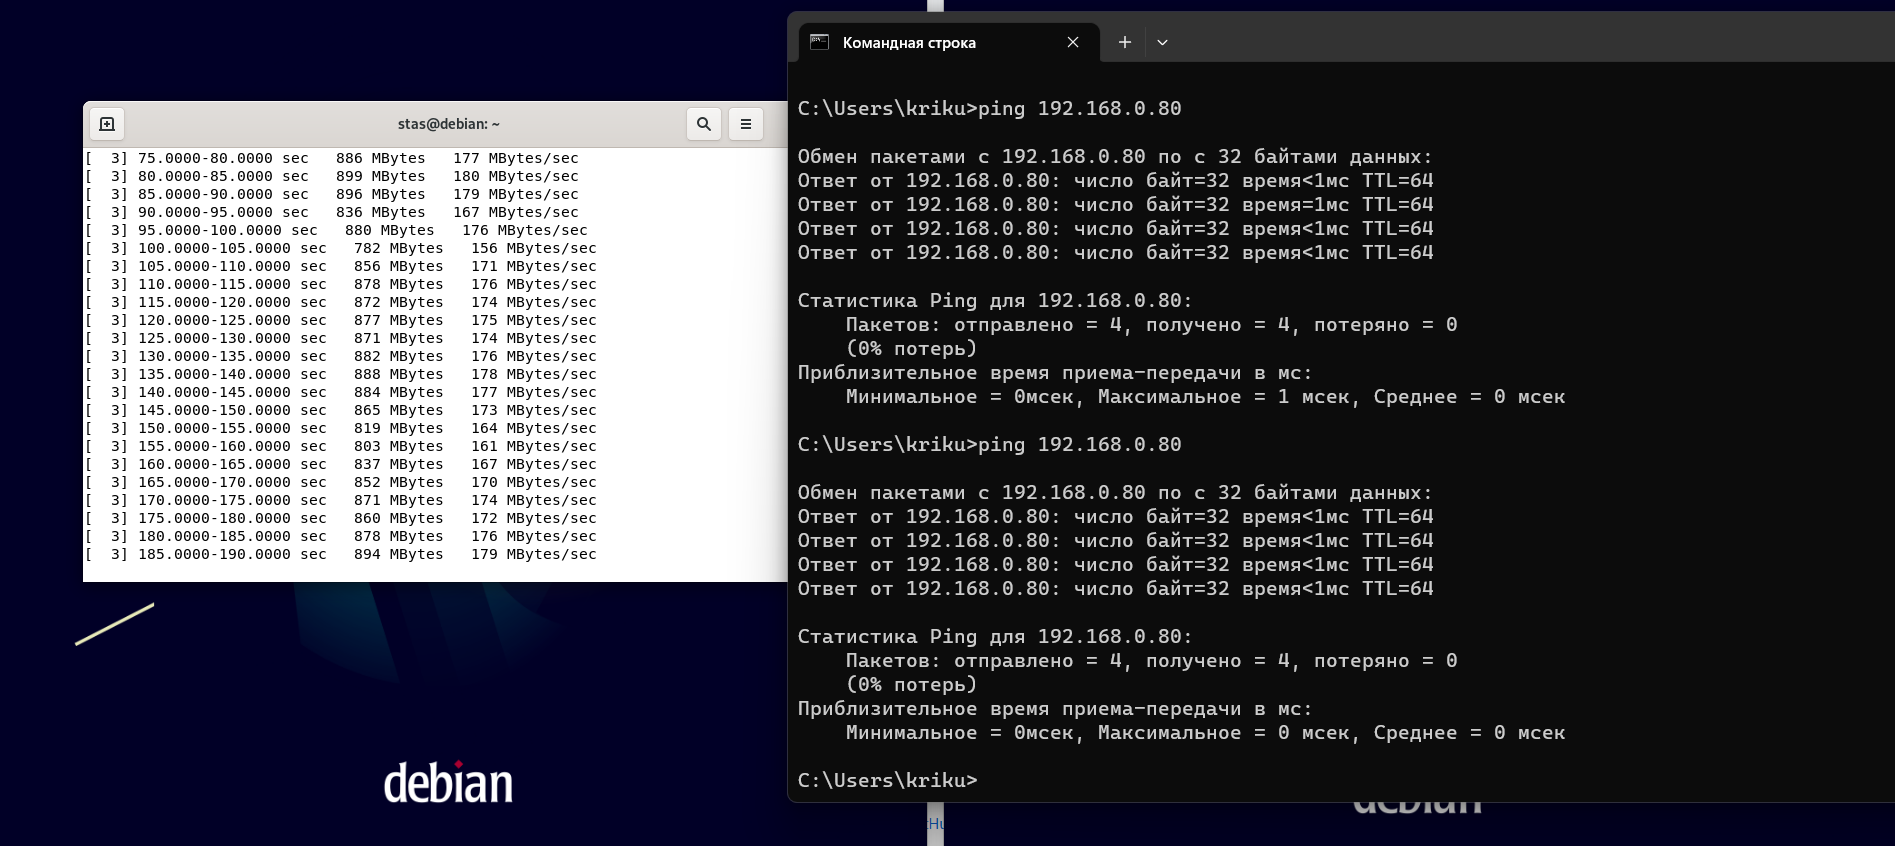 stas@debian: ~
[  3] 75.0000-80.0000 sec   886 MBytes   177 MBytes/sec
[  3] 80.0000-85.0000 sec   899 MBytes   180 MBytes/sec
[  3] 85.0000-90.0000 sec   896 MBytes   179 MBytes/sec
[  3] 90.0000-95.0000 sec   836 MBytes   167 MBytes/sec
[  3] 95.0000-100.0000 sec   880 MBytes   176 MBytes/sec
[  3] 100.0000-105.0000 sec   782 MBytes   156 MBytes/sec
[  3] 105.0000-110.0000 sec   856 MBytes   171 MBytes/sec
[  3] 110.0000-115.0000 sec   878 MBytes   176 MBytes/sec
[  3] 115.0000-120.0000 sec   872 MBytes   174 MBytes/sec
[  3] 120.0000-125.0000 sec   877 MBytes   175 MBytes/sec
[  3] 125.0000-130.0000 sec   871 MBytes   174 MBytes/sec
[  3] 130.0000-135.0000 sec   882 MBytes   176 MBytes/sec
[  3] 135.0000-140.0000 sec   888 MBytes   178 MBytes/sec
[  3] 140.0000-145.0000 sec   884 MBytes   177 MBytes/sec
[  3] 145.0000-150.0000 sec   865 MBytes   173 MBytes/sec
[  3] 150.0000-155.0000 sec   819 MBytes   164 MBytes/sec
[  3] 155.0000-160.0000 sec   803 MBytes   161 MBytes/sec
[  3] 160.0000-165.0000 sec   837 MBytes   167 MBytes/sec
[  3] 165.0000-170.0000 sec   852 MBytes   170 MBytes/sec
[  3] 170.0000-175.0000 sec   871 MBytes   174 MBytes/sec
[  3] 175.0000-180.0000 sec   860 MBytes   172 MBytes/sec
[  3] 180.0000-185.0000 sec   878 MBytes   176 MBytes/sec
[  3] 185.0000-190.0000 sec   894 MBytes   179 MBytes/sec
debian
Командная строка
C:\Users\kriku>ping 192.168.0.80
Обмен пакетами с 192.168.0.80 по с 32 байтами данных:
Ответ от 192.168.0.80: число байт=32 время<1мс TTL=64
Ответ от 192.168.0.80: число байт=32 время=1мс TTL=64
Ответ от 192.168.0.80: число байт=32 время<1мс TTL=64
Ответ от 192.168.0.80: число байт=32 время<1мс TTL=64
Статистика Ping для 192.168.0.80:
    Пакетов: отправлено = 4, получено = 4, потеряно = 0
    (0% потерь)
Приблизительное время приема-передачи в мс:
    Минимальное = 0мсек, Максимальное = 1 мсек, Среднее = 0 мсек
C:\Users\kriku>ping 192.168.0.80
Обмен пакетами с 192.168.0.80 по с 32 байтами данных:
Ответ от 192.168.0.80: число байт=32 время<1мс TTL=64
Ответ от 192.168.0.80: число байт=32 время<1мс TTL=64
Ответ от 192.168.0.80: число байт=32 время<1мс TTL=64
Ответ от 192.168.0.80: число байт=32 время<1мс TTL=64
Статистика Ping для 192.168.0.80:
    Пакетов: отправлено = 4, получено = 4, потеряно = 0
    (0% потерь)
Приблизительное время приема-передачи в мс:
    Минимальное = 0мсек, Максимальное = 0 мсек, Среднее = 0 мсек
C:\Users\kriku>